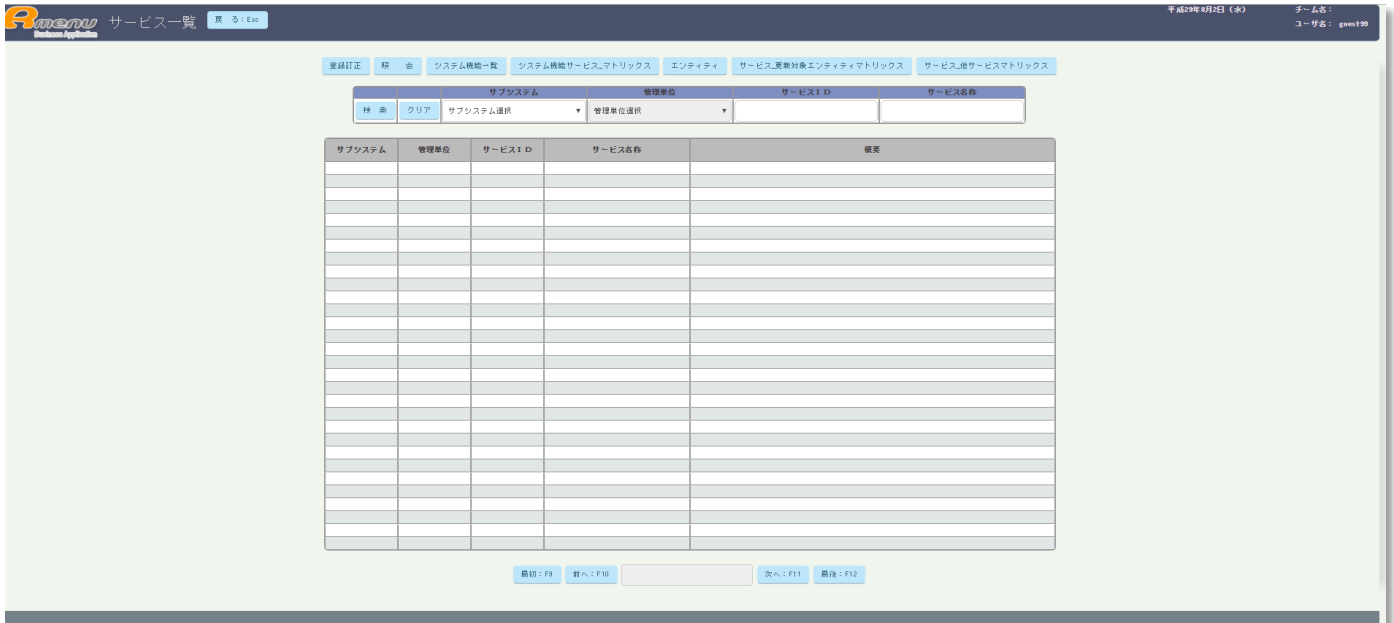 Amenu
Business Application
サービス一覧 戻 る:Esc
平成29年8月2日（水） チーム名：
ユーザ名： guest99
登録訂正 照 会 システム機能一覧 システム機能サービス_マトリックス エンティティ サービス_更新対象エンティティマトリックス サービス_他サービスマトリックス
サブシステム 管理単位 サービスＩＤ サービス名称
検 索 クリア サブシステム選択 管理単位選択
サブシステム 管理単位 サービスＩＤ サービス名称 概要
最初：F9 前へ：F10 次へ：F11 最後：F12